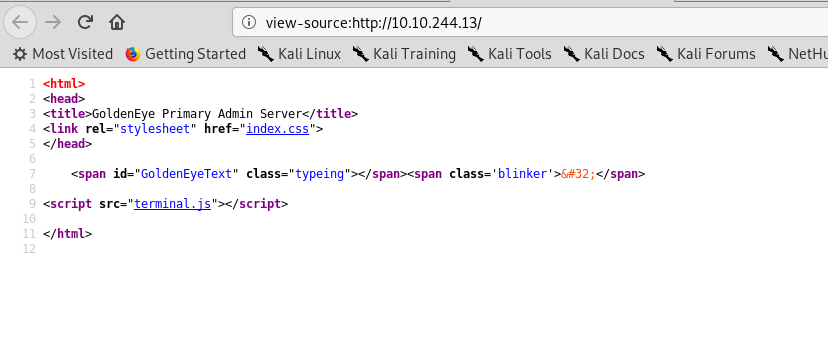 view-source:http://10.10.244.13/
Most Visited Getting Started Kali Linux Kali Training Kali Tools Kali Docs Kali Forums NetHu
1 <html>
2 <head>
3 <title>GoldenEye Primary Admin Server</title>
4 <link rel="stylesheet" href="index.css">
5 </head>
6
7     <span id="GoldenEyeText" class="typeing"></span><span class='blinker'>&#32;</span>
8
9 <script src="terminal.js"></script>
10
11 </html>
12